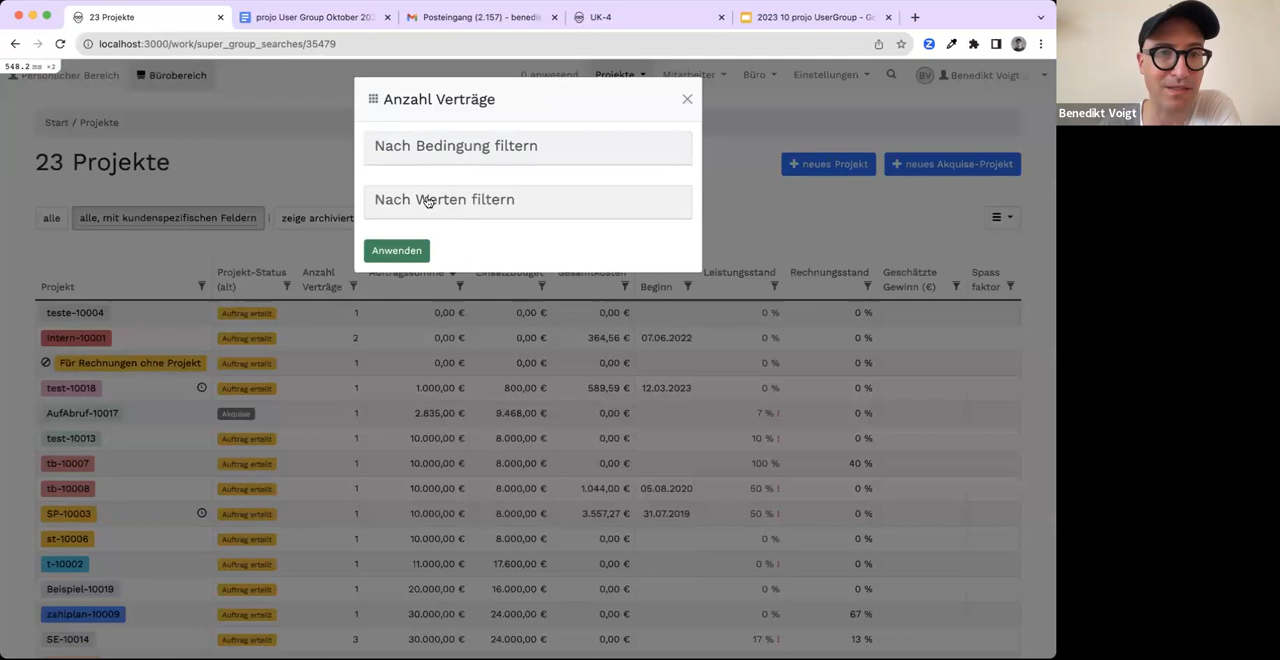 23 Projekte
projo User Group Oktober 202
Posteingang (2.157) - benedik
UK-4
2023 10 projo UserGroup - Go
localhost:3000/work/super_group_searches/35479
548.2 ms ×2
Persönlicher Bereich
Bürobereich
0 anwesend
Projekte
Mitarbeiter
Büro
Einstellungen
BV
Benedikt Voigt
Benedikt Voigt
Anzahl Verträge
Nach Bedingung filtern
Nach Werten filtern
Anwenden
Start / Projekte
23 Projekte
+ neues Projekt
+ neues Akquise-Projekt
alle
alle, mit kundenspezifischen Feldern
zeige archiviert
Projekt
Projekt-Status (alt)
Anzahl Verträge
Auftragssumme
Einsatzbudget
Gesamtkosten
Beginn
Leistungsstand
Rechnungsstand
Geschätzte Gewinn (€)
Spass faktor
teste-10004 Auftrag erteilt 1 0,00 € 0,00 € 0,00 € 0 % 0 %
Intern-10001 Auftrag erteilt 2 0,00 € 0,00 € 364,56 € 07.06.2022 0 % 0 %
Für Rechnungen ohne Projekt Auftrag erteilt 1 0,00 € 0,00 € 0,00 € 0 % 0 %
test-10018 Auftrag erteilt 1 1.000,00 € 800,00 € 589,59 € 12.03.2023 0 % 0 %
AufAbruf-10017 Akquise 1 2.835,00 € 9.468,00 € 0,00 € 7 % ! 0 %
test-10013 Auftrag erteilt 1 10.000,00 € 8.000,00 € 0,00 € 10 % ! 0 %
tb-10007 Auftrag erteilt 1 10.000,00 € 8.000,00 € 0,00 € 100 % 40 %
tb-10008 Auftrag erteilt 1 10.000,00 € 8.000,00 € 1.044,00 € 05.08.2020 50 % ! 0 %
SP-10003 Auftrag erteilt 1 10.000,00 € 8.000,00 € 3.557,27 € 31.07.2019 50 % ! 0 %
st-10006 Auftrag erteilt 1 10.000,00 € 8.000,00 € 0,00 € 0 % 0 %
t-10002 Auftrag erteilt 1 11.000,00 € 17.600,00 € 0,00 € 0 % ! 0 %
Beispiel-10019 Auftrag erteilt 1 20.000,00 € 16.000,00 € 0,00 € 0 % 0 %
zahlplan-10009 Auftrag erteilt 1 30.000,00 € 24.000,00 € 0,00 € 0 % 67 %
SE-10014 Auftrag erteilt 3 30.000,00 € 24.000,00 € 0,00 € 17 % ! 13 %